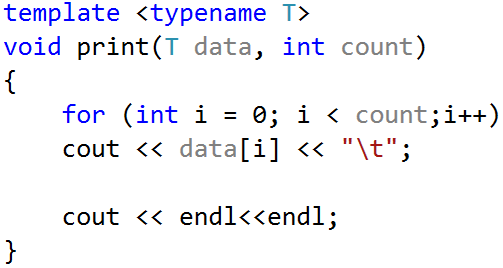 template <typename T>
void print(T data, int count)
{
    for (int i = 0; i < count;i++)
    cout << data[i] << "\t";

    cout << endl<<endl;
}